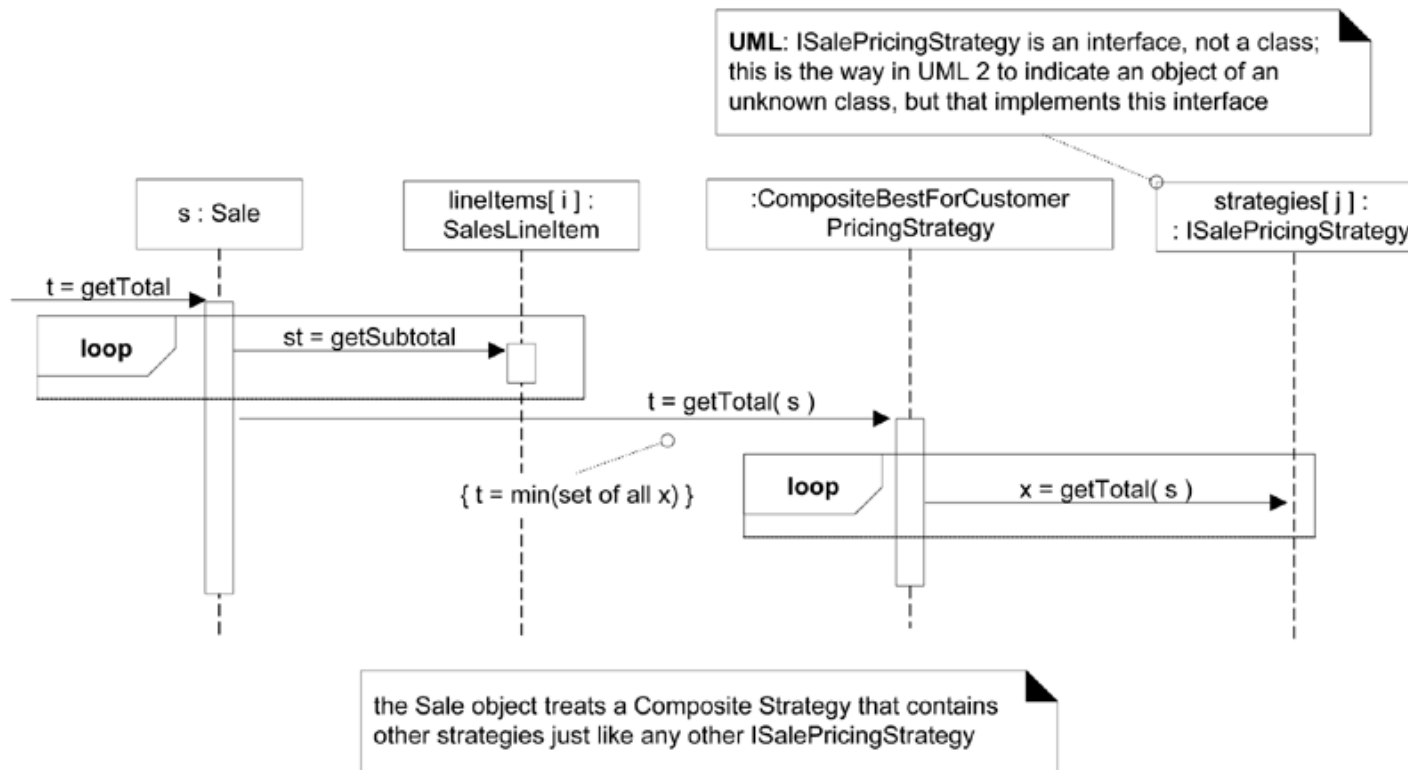 UML: ISalePricingStrategy is an interface, not a class;
this is the way in UML 2 to indicate an object of an
unknown class, but that implements this interface
s : Sale
lineItems[ i ] :
SalesLineItem
:CompositeBestForCustomer
PricingStrategy
strategies[ j ] :
: ISalePricingStrategy
t = getTotal
loop
st = getSubtotal
t = getTotal( s )
{ t = min(set of all x) }
loop
x = getTotal( s )
the Sale object treats a Composite Strategy that contains
other strategies just like any other ISalePricingStrategy